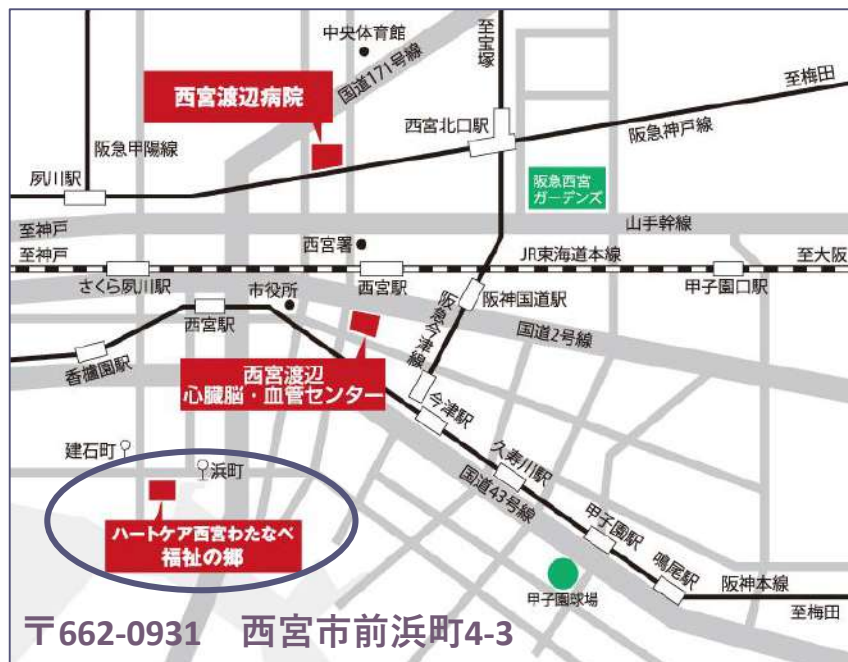 中央体育館
至宝塚
国道171号線
至梅田
西宮渡辺病院
西宮北口駅
阪急神戸線
阪急甲陽線
夙川駅
阪急西宮
ガーデンズ
至神戸
山手幹線
西宮署
至神戸
JR東海道本線
至大阪
さくら夙川駅
市役所
西宮駅
阪神国道駅
甲子園口駅
西宮駅
阪急今津線
国道2号線
香櫨園駅
西宮渡辺
心臓脳・血管センター
今津駅
建石町
浜町
久寿川駅
国道43号線
ハートケア西宮わたなべ
福祉の郷
甲子園駅
鳴尾駅
阪神本線
甲子園球場
至梅田
〒662-0931 西宮市前浜町4-3